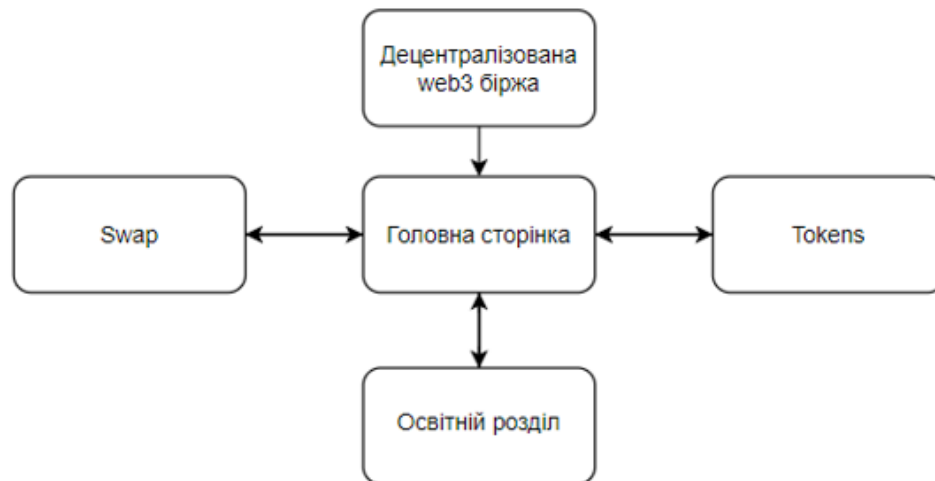 Децентралізована
web3 біржа
Swap
Головна сторінка
Tokens
Освітній розділ